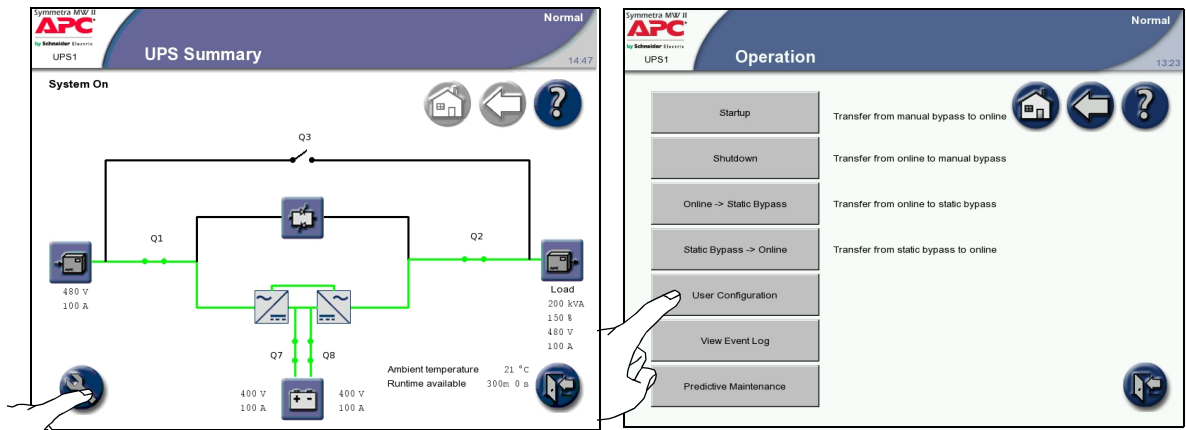 Symmetra MW II
APC
by Schneider Electric
UPS1
UPS Summary
Normal
14:47
System On
Q3
Q1
Q2
480 V
100 A
Load
200 kVA
150 %
480 V
100 A
Q7
Q8
Ambient temperature 21 °C
Runtime available 300m 0 s
400 V
100 A
400 V
100 A
Symmetra MW II
APC
by Schneider Electric
UPS1
Operation
Normal
13:23
Startup
Transfer from manual bypass to online
Shutdown
Transfer from online to manual bypass
Online -> Static Bypass
Transfer from online to static bypass
Static Bypass -> Online
Transfer from static bypass to online
User Configuration
View Event Log
Predictive Maintenance